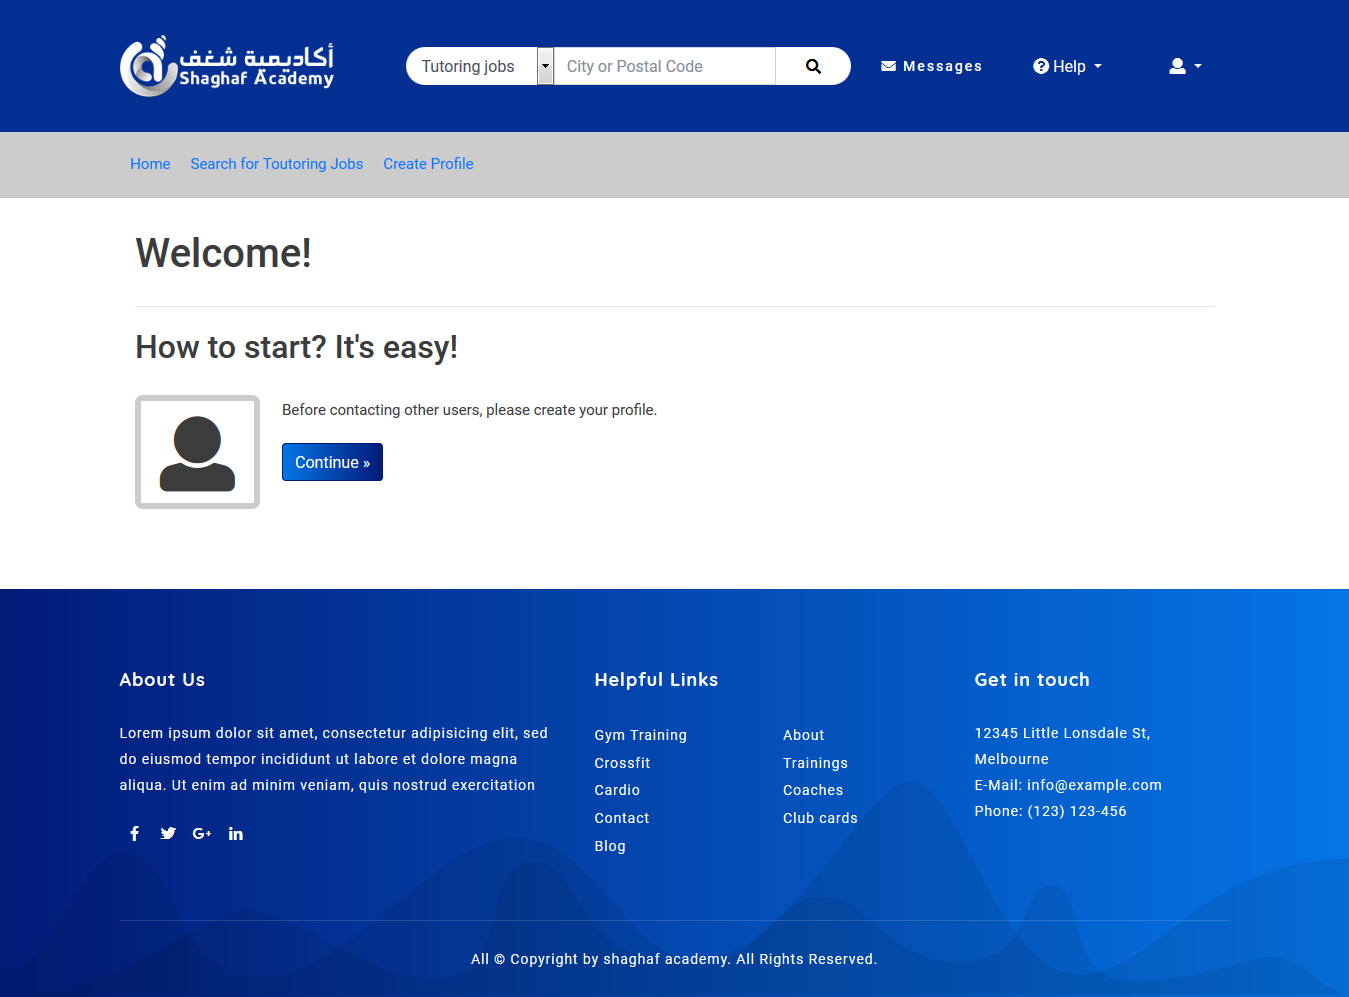 أكاديمية شغف
Shaghaf Academy
Tutoring jobs
City or Postal Code
Messages
Help
Home
Search for Toutoring Jobs
Create Profile
Welcome!
How to start? It's easy!
Before contacting other users, please create your profile.
Continue »
About Us
Lorem ipsum dolor sit amet, consectetur adipisicing elit, sed
do eiusmod tempor incididunt ut labore et dolore magna
aliqua. Ut enim ad minim veniam, quis nostrud exercitation
Helpful Links
Gym Training
Crossfit
Cardio
Contact
Blog
About
Trainings
Coaches
Club cards
Get in touch
12345 Little Lonsdale St,
Melbourne
E-Mail: info@example.com
Phone: (123) 123-456
All © Copyright by shaghaf academy. All Rights Reserved.